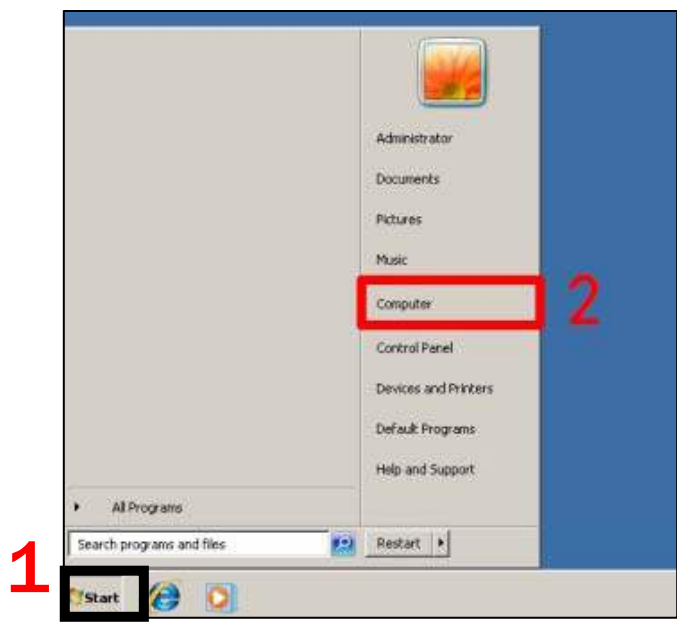 Administrator
Documents
Pictures
Music
Computer
2
Control Panel
Devices and Printers
Default Programs
Help and Support
All Programs
Search programs and files
Restart
1
Start